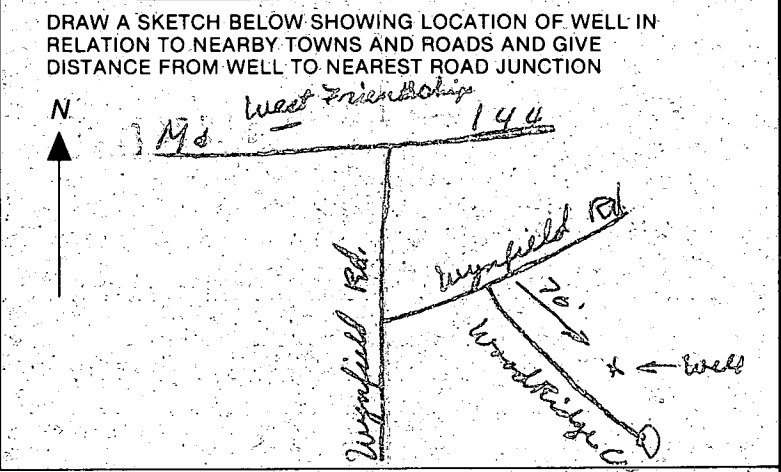 DRAW A SKETCH BELOW SHOWING LOCATION OF WELL IN
RELATION TO NEARBY TOWNS AND ROADS AND GIVE
DISTANCE FROM WELL TO NEAREST ROAD JUNCTION
N
West Friendship
Md 144
Wynfield Rd.
Wynfield Rd
70'
Woodridge C
* ← Well